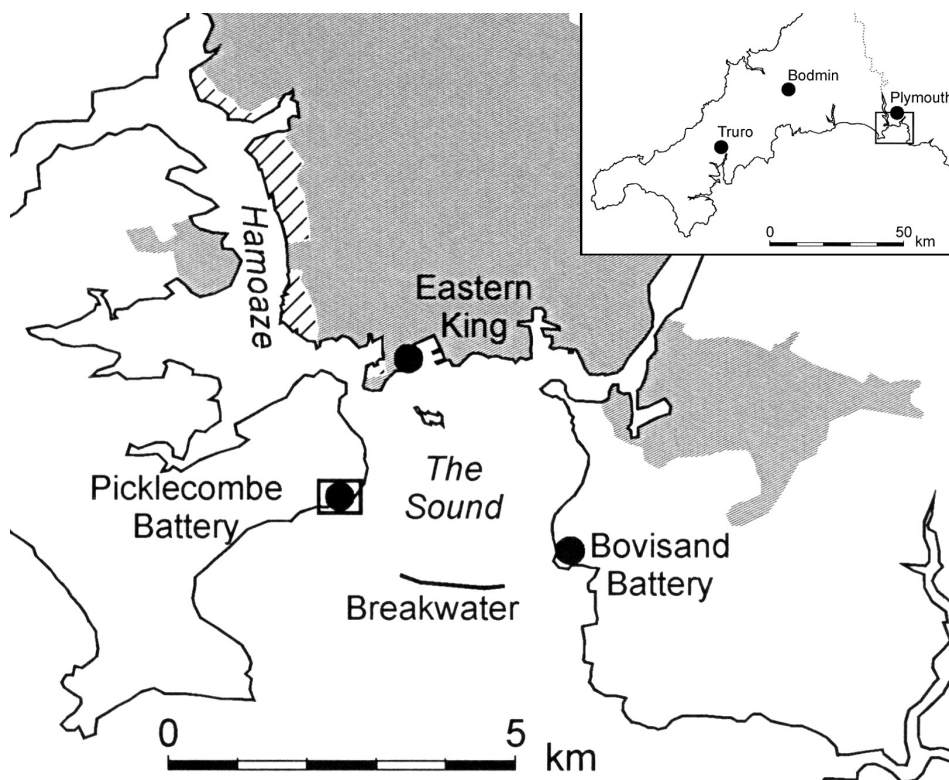 Bodmin
Plymouth
Truro
0 50
km
Hamoaze
Eastern
King
The
Sound
Picklecombe
Battery
Bovisand
Battery
Breakwater
0 5
km